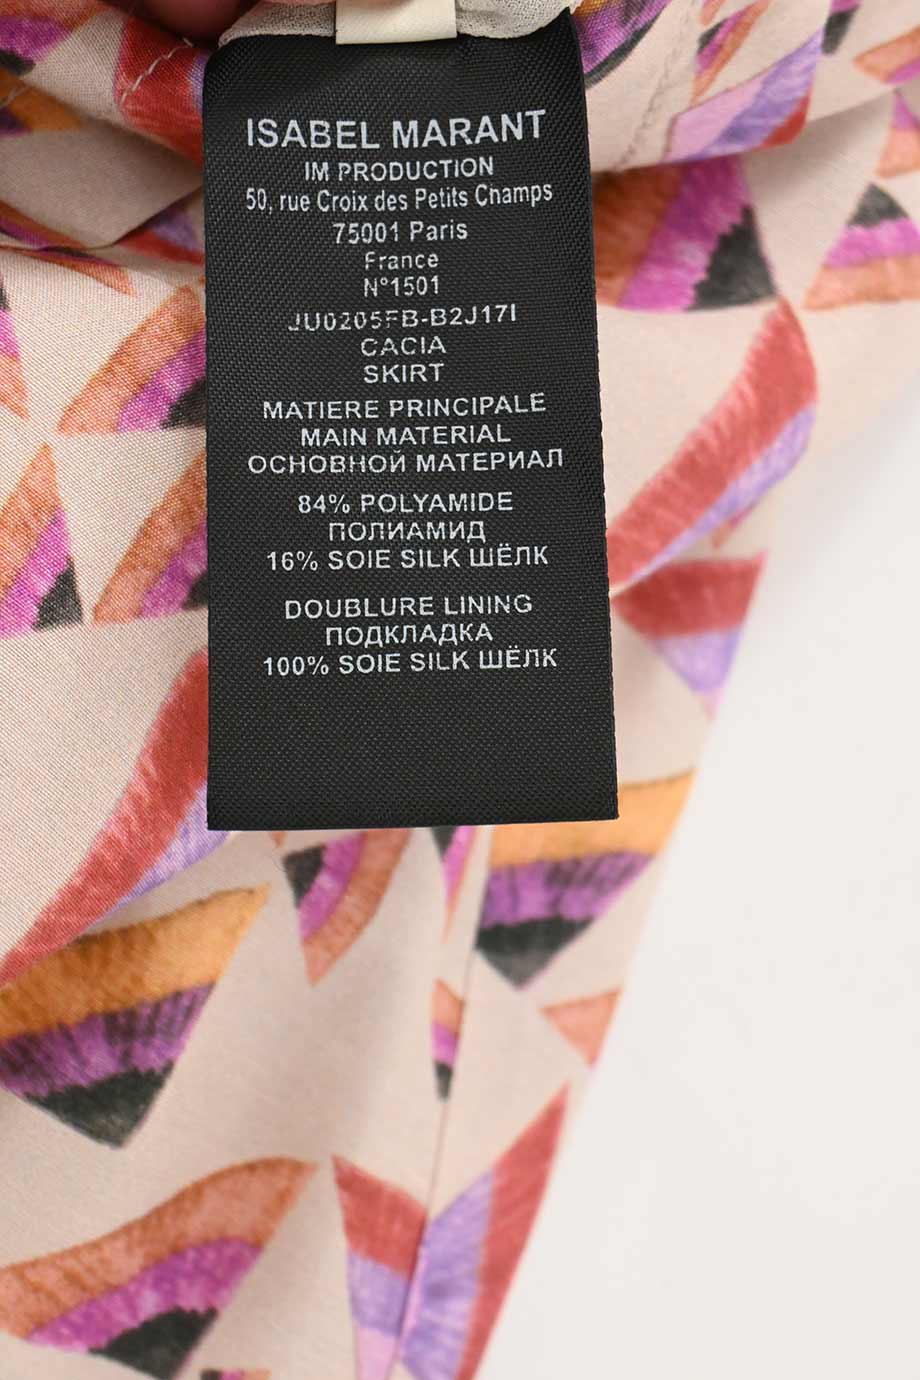 ISABEL MARANT
IM PRODUCTION
50, rue Croix des Petits Champs
75001 Paris
France
N°1501
JU0205FB-B2J17I
CACIA
SKIRT
MATIERE PRINCIPALE
MAIN MATERIAL
ОСНОВНОЙ МАТЕРИАЛ
84% POLYAMIDE
ПОЛИАМИД
16% SOIE SILK ШЁЛК
DOUBLURE LINING
ПОДКЛАДКА
100% SOIE SILK ШЁЛК